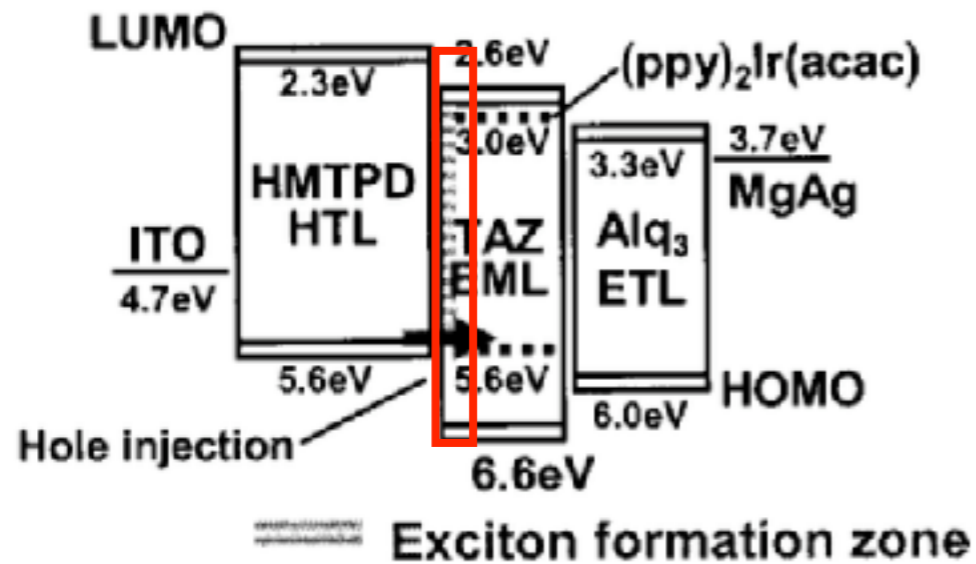 LUMO
2.6eV
(ppy)₂Ir(acac)
2.3eV
3.0eV
3.7eV
3.3eV
MgAg
HMTPD
HTL
ITO
4.7eV
TAZ
EML
Alq₃
ETL
5.6eV
5.6eV
HOMO
6.0eV
Hole injection
6.6eV
Exciton formation zone